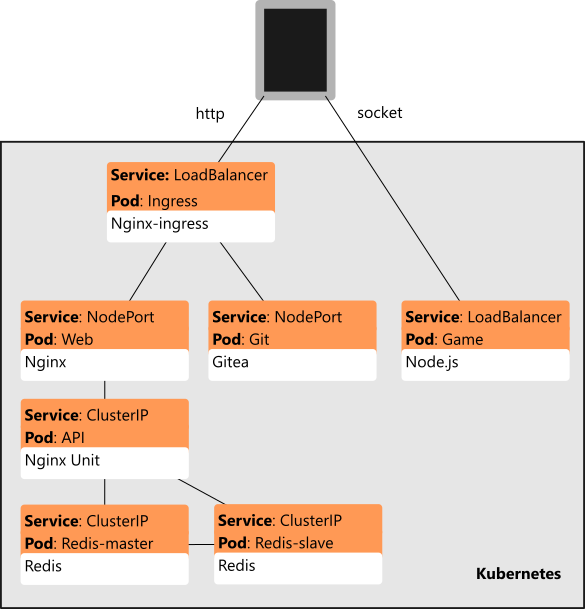 http
socket
Service: LoadBalancer
Pod: Ingress
Nginx-ingress
Service: NodePort
Pod: Web
Nginx
Service: NodePort
Pod: Git
Gitea
Service: LoadBalancer
Pod: Game
Node.js
Service: ClusterIP
Pod: API
Nginx Unit
Service: ClusterIP
Pod: Redis-master
Redis
Service: ClusterIP
Pod: Redis-slave
Redis
Kubernetes